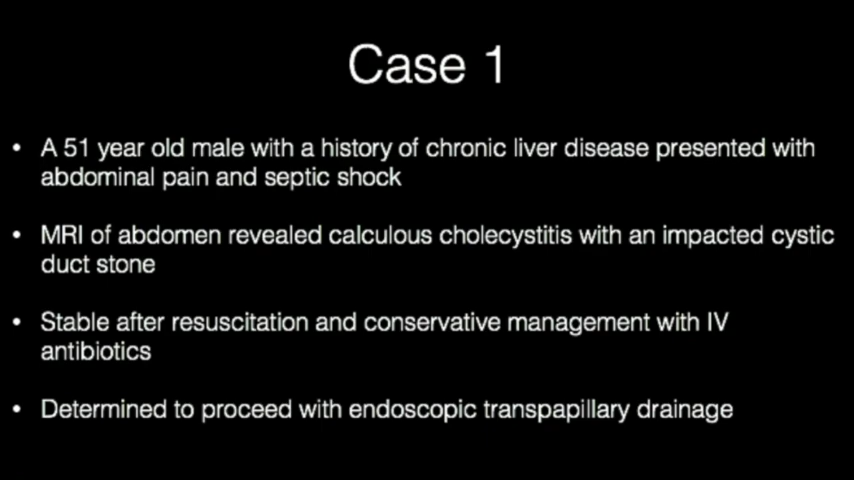 Case 1
• A 51 year old male with a history of chronic liver disease presented with
abdominal pain and septic shock
• MRI of abdomen revealed calculous cholecystitis with an impacted cystic
duct stone
• Stable after resuscitation and conservative management with IV
antibiotics
• Determined to proceed with endoscopic transpapillary drainage